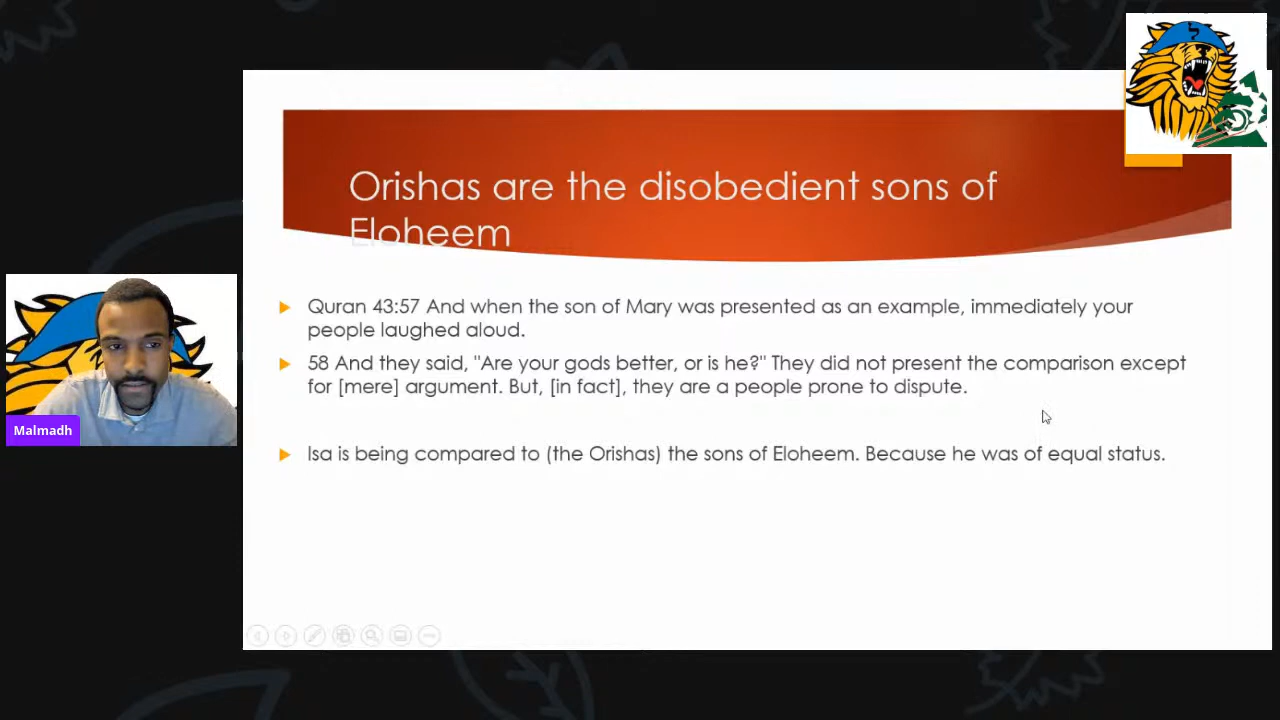 Orishas are the disobedient sons of
Eloheem
Quran 43:57 And when the son of Mary was presented as an example, immediately your
people laughed aloud.
58 And they said, "Are your gods better, or is he?" They did not present the comparison except
for [mere] argument. But, [in fact], they are a people prone to dispute.
Isa is being compared to (the Orishas) the sons of Eloheem. Because he was of equal status.
Malmadh